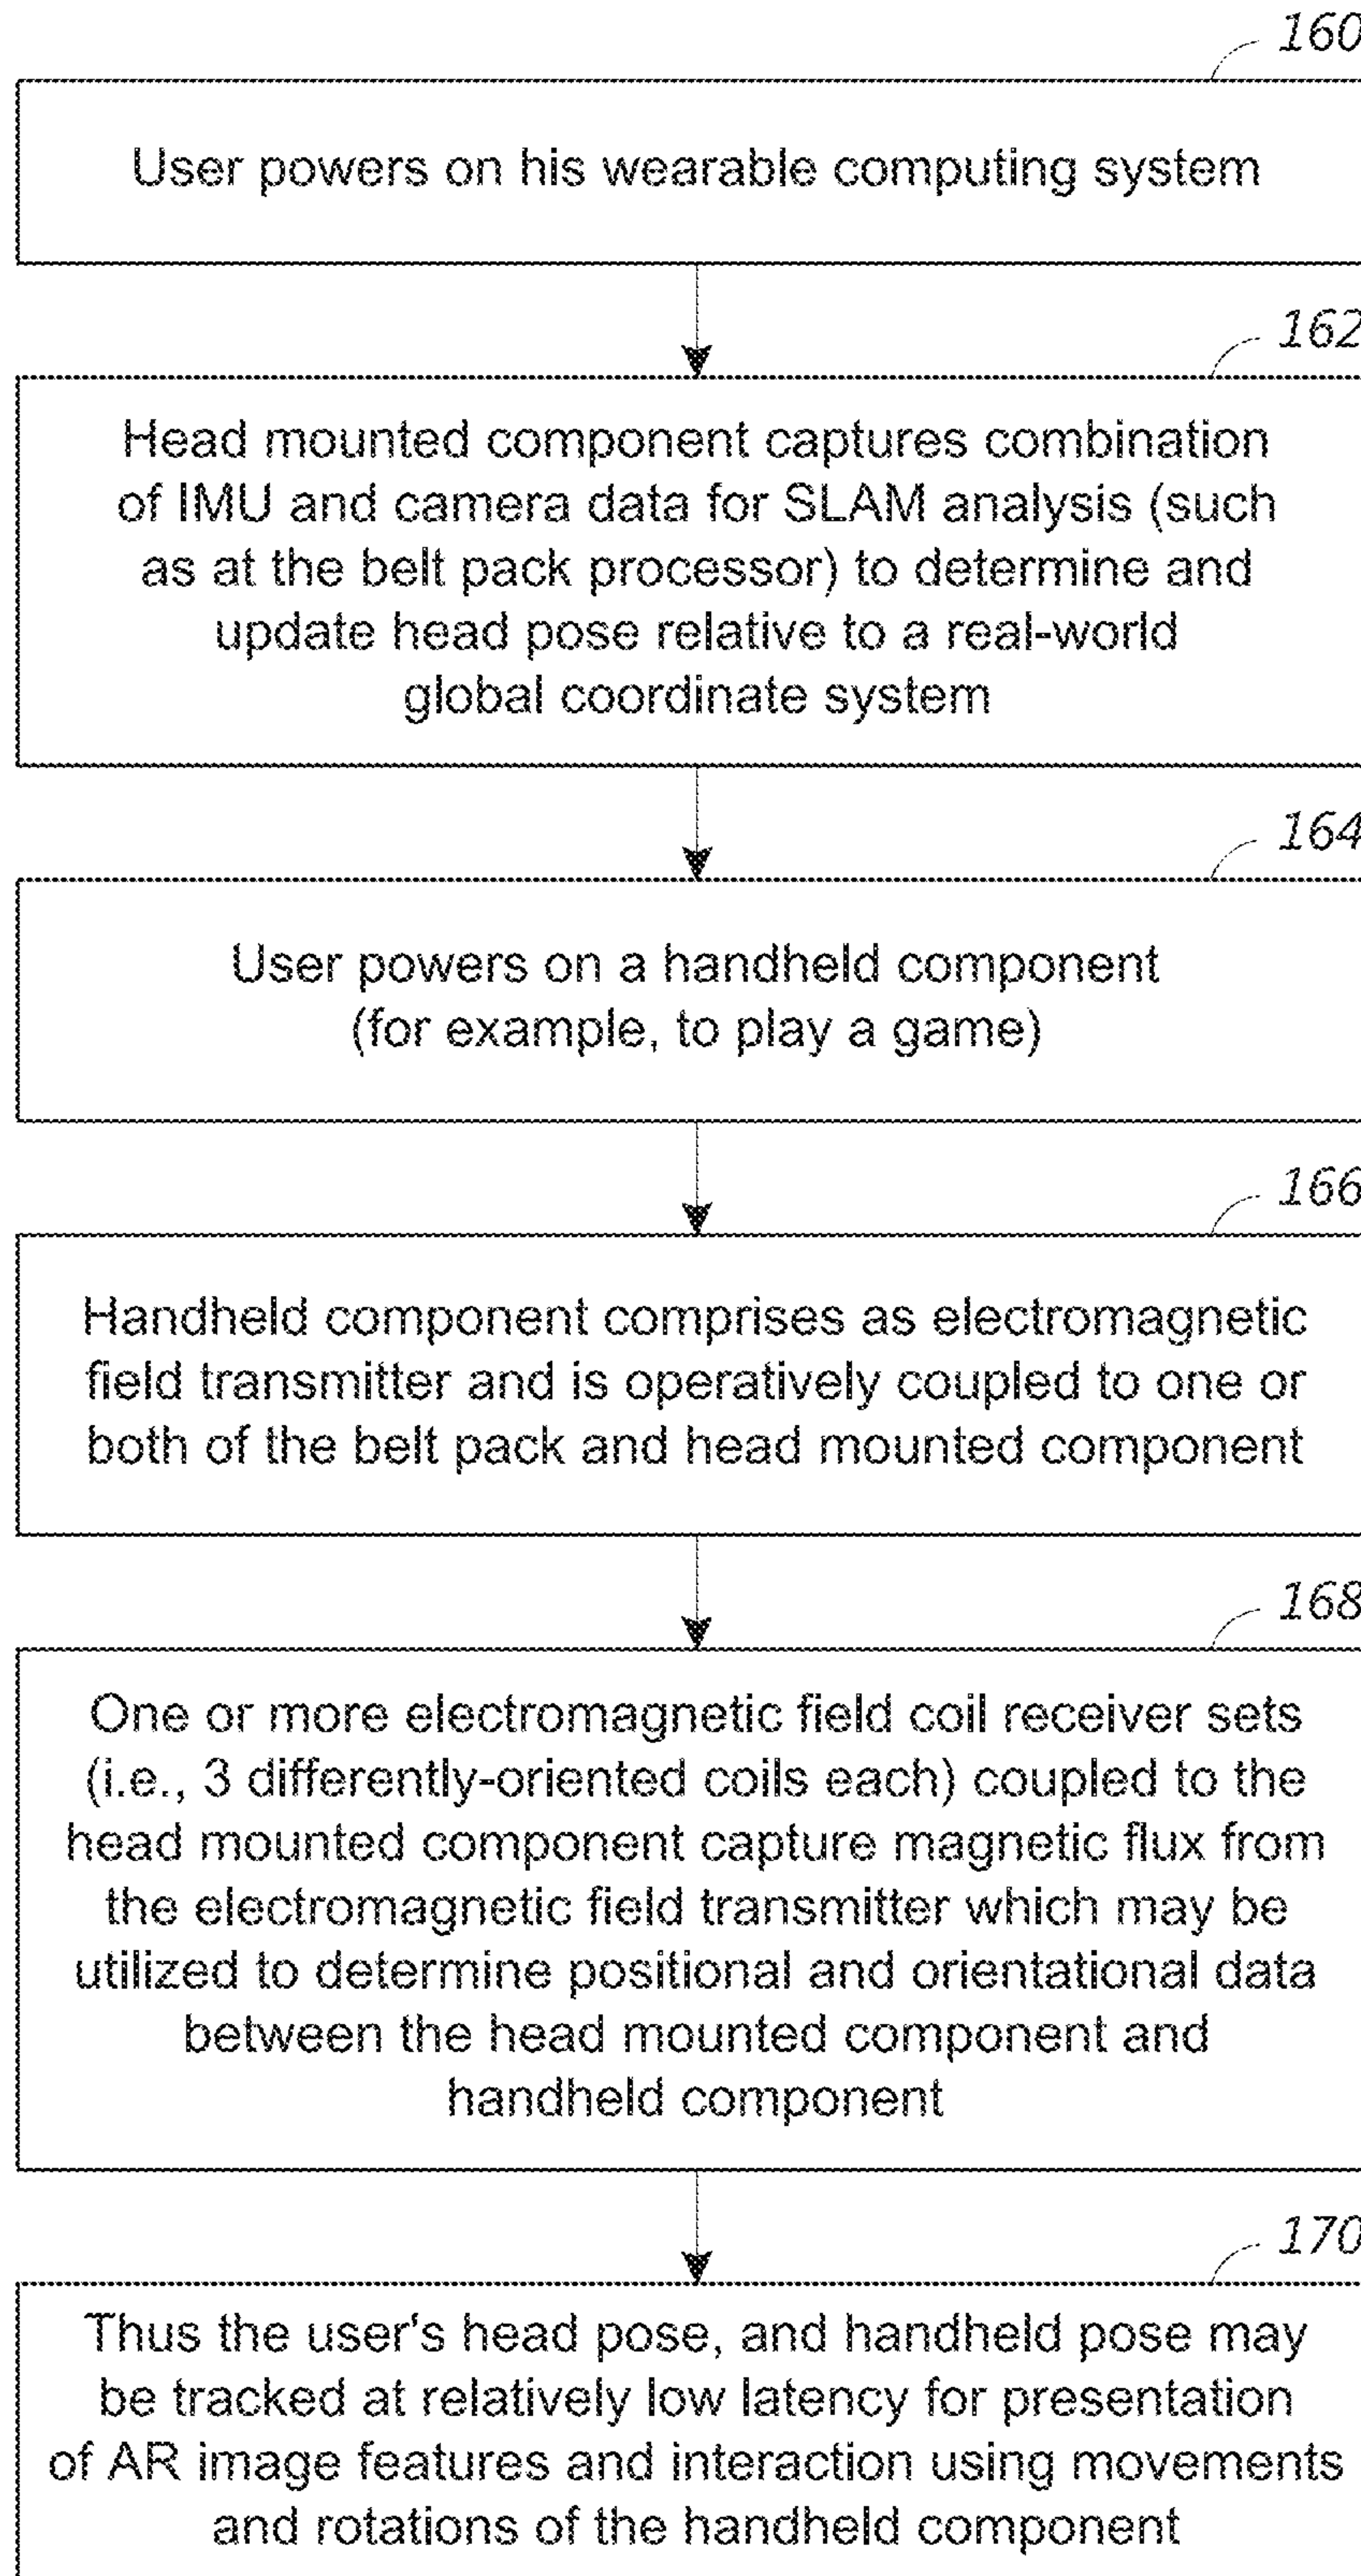 160
User powers on his wearable computing system
162
Head mounted component captures combination
of IMU and camera data for SLAM analysis (such
as at the belt pack processor) to determine and
update head pose relative to a real-world
global coordinate system
164
User powers on a handheld component
(for example, to play a game)
166
Handheld component comprises as electromagnetic
field transmitter and is operatively coupled to one or
both of the belt pack and head mounted component
168
One or more electromagnetic field coil receiver sets
(i.e., 3 differently-oriented coils each) coupled to the
head mounted component capture magnetic flux from
the electromagnetic field transmitter which may be
utilized to determine positional and orientational data
between the head mounted component and
handheld component
170
Thus the user's head pose, and handheld pose may
be tracked at relatively low latency for presentation
of AR image features and interaction using movements
and rotations of the handheld component